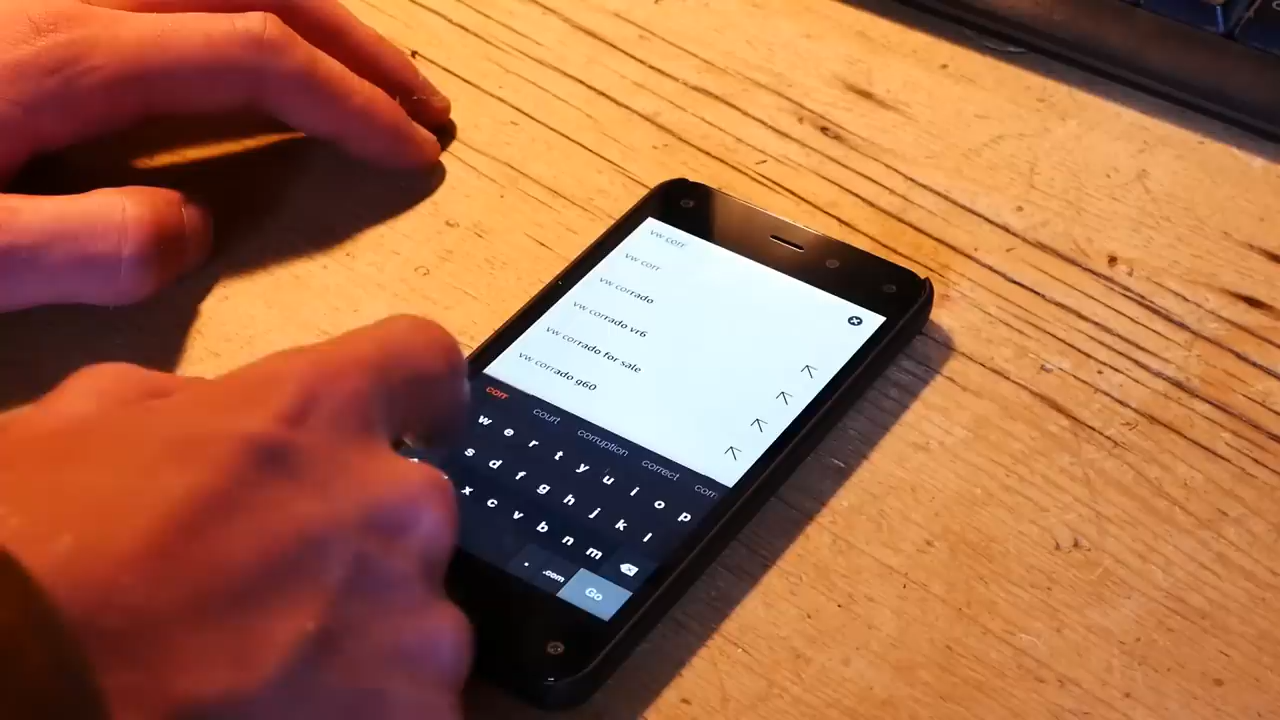 vw corr
vw corr
vw corrado
vw corrado vr6
vw corrado for sale
vw corrado g60
corr court corruption correct
w e r t y u i o p
s d f g h j k l
x c v b n m
. .com Go